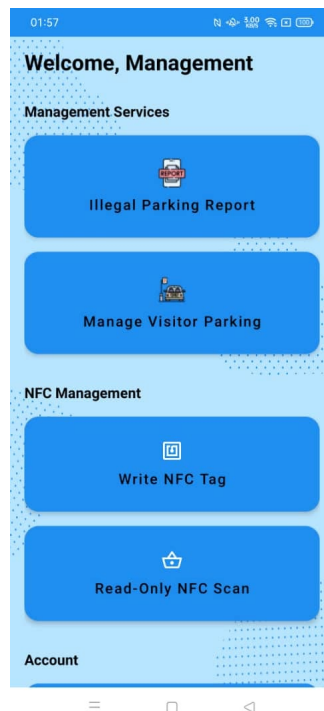 01:57
3.00 KB/S 100
Welcome, Management
Management Services
REPORT
Illegal Parking Report
Manage Visitor Parking
NFC Management
Write NFC Tag
Read-Only NFC Scan
Account